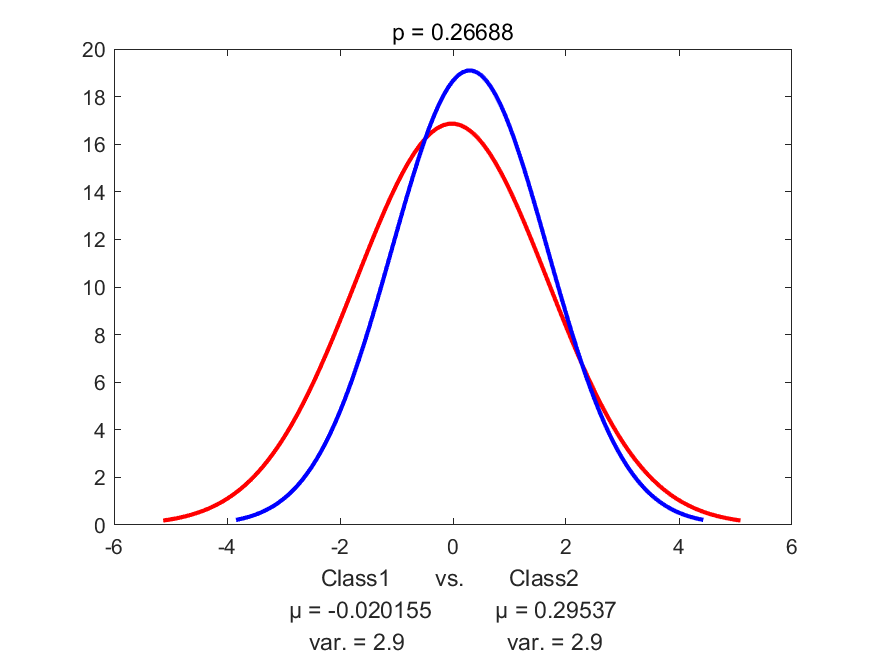 p = 0.26688
20
18
16
14
12
10
8
6
4
2
0
-6 -4 -2 0 2 4 6
Class1 vs. Class2
μ = -0.020155 μ = 0.29537
var. = 2.9 var. = 2.9